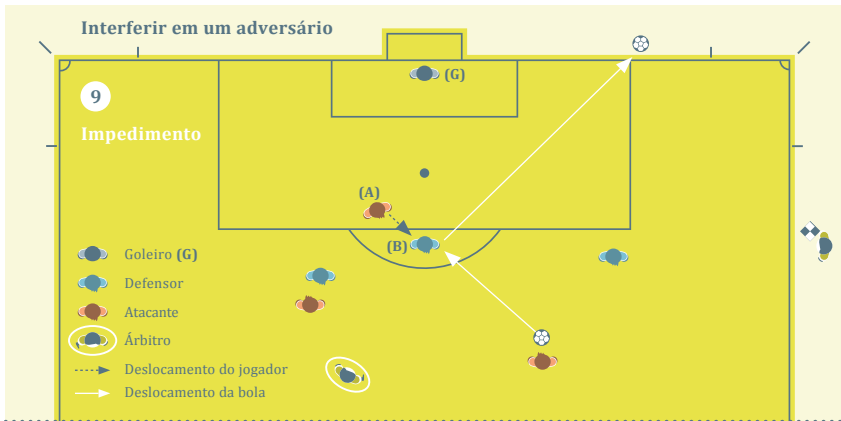 Interferir em um adversário
(G)
9
Impedimento
(A)
(B)
Goleiro (G)
Defensor
Atacante
Árbitro
Deslocamento do jogador
Deslocamento da bola